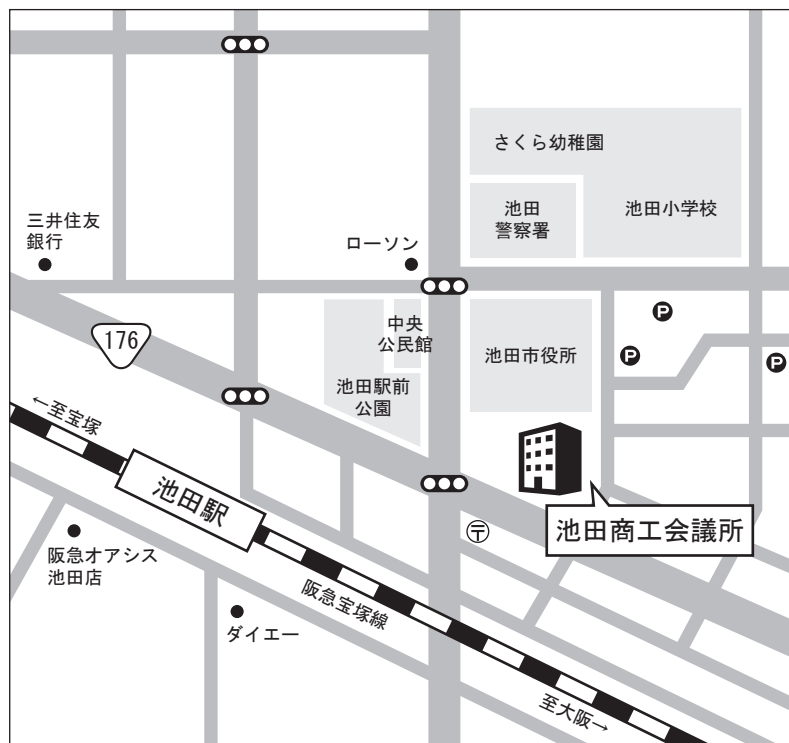 さくら幼稚園
池田
警察署
池田小学校
三井住友
銀行
ローソン
176
中央
公民館
池田市役所
池田駅前
公園
P
P
P
←至宝塚
池田駅
〒
池田商工会議所
阪急オアシス
池田店
阪急宝塚線
ダイエー
至大阪→